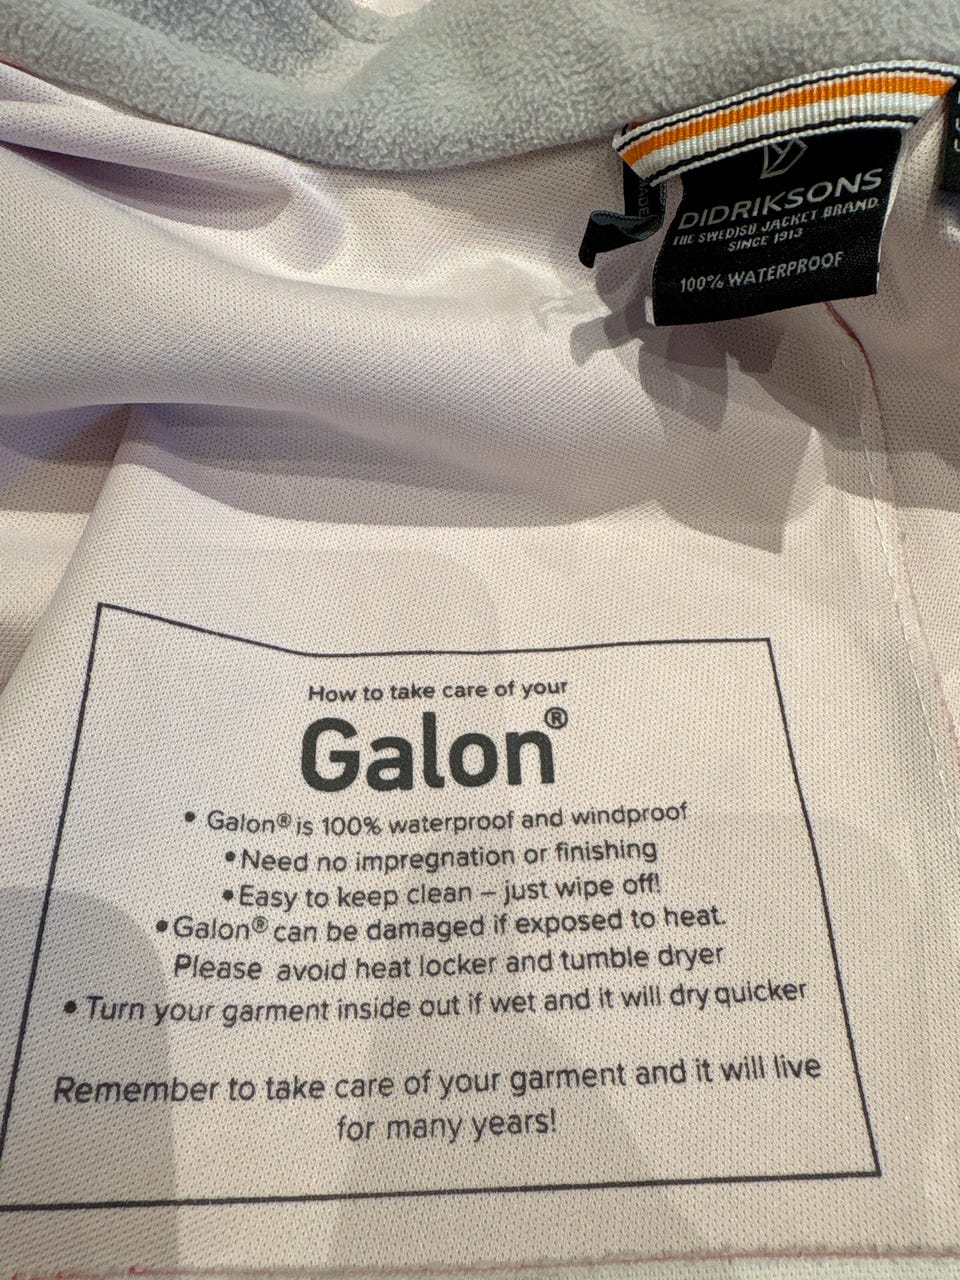 DIDRIKSONS
THE SWEDISH JACKET BRAND
SINCE 1913
100% WATERPROOF
MADE
How to take care of your
Galon®
• Galon® is 100% waterproof and windproof
• Need no impregnation or finishing
• Easy to keep clean – just wipe off!
• Galon® can be damaged if exposed to heat.
Please avoid heat locker and tumble dryer
• Turn your garment inside out if wet and it will dry quicker
Remember to take care of your garment and it will live
for many years!